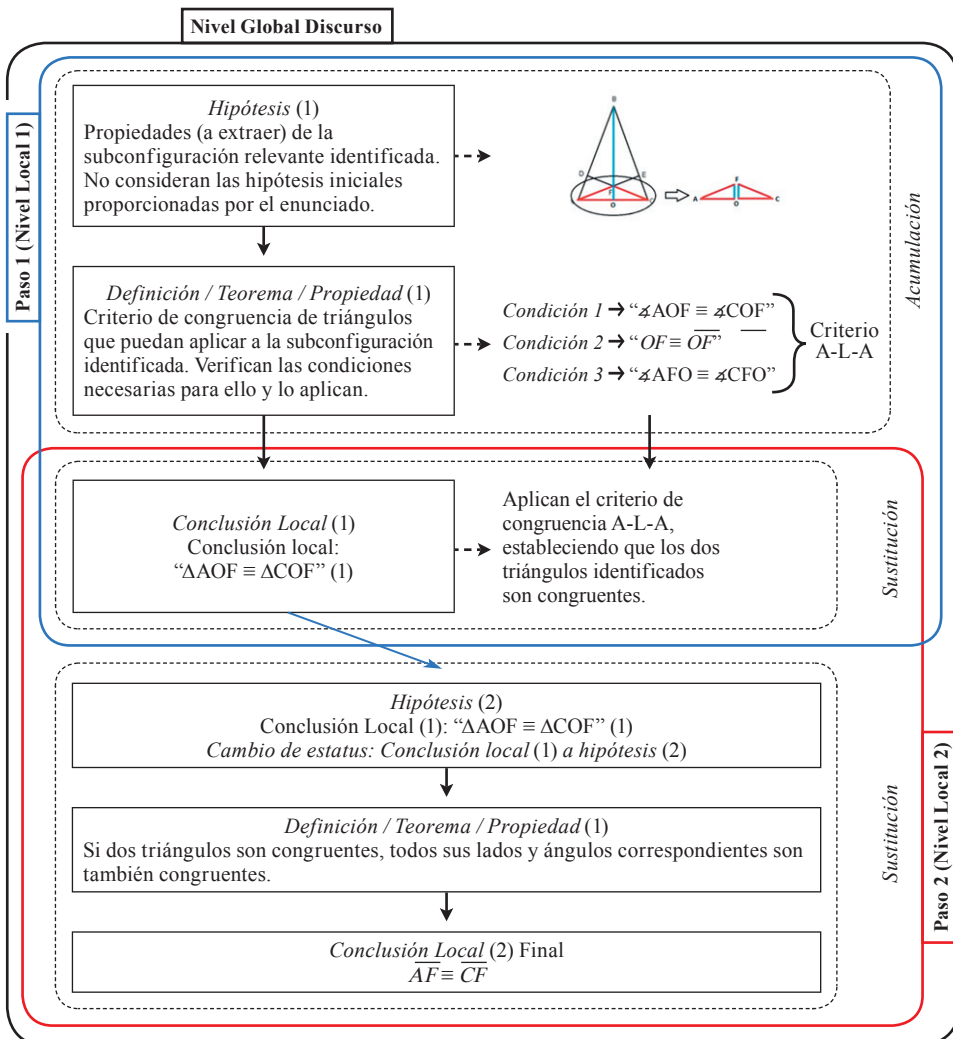 Nivel Global Discurso
Paso 1 (Nivel Local 1)
Hipótesis (1)
Propiedades (a extraer) de la
subconfiguración relevante identificada.
No consideran las hipótesis iniciales
proporcionadas por el enunciado.
B
D
E
F
O
C
F
A
O
C
Acumulación
Definición / Teorema / Propiedad (1)
Criterio de congruencia de triángulos
que puedan aplicar a la subconfiguración
identificada. Verifican las condiciones
necesarias para ello y lo aplican.
Condición 1 → “∡AOF ≡ ∡COF”
Condición 2 → “OF ≡ OF”
Condición 3 → “∡AFO ≡ ∡CFO”
Criterio
A-L-A
Conclusión Local (1)
Conclusión local:
“ΔAOF ≡ ΔCOF” (1)
Aplican el criterio de
congruencia A-L-A,
estableciendo que los dos
triángulos identificados
son congruentes.
Sustitución
Hipótesis (2)
Conclusión Local (1): “ΔAOF ≡ ΔCOF” (1)
Cambio de estatus: Conclusión local (1) a hipótesis (2)
Definición / Teorema / Propiedad (1)
Si dos triángulos son congruentes, todos sus lados y ángulos correspondientes son
también congruentes.
Conclusión Local (2) Final
A̅F̅ ≡ C̅F̅
Sustitución
Paso 2 (Nivel Local 2)